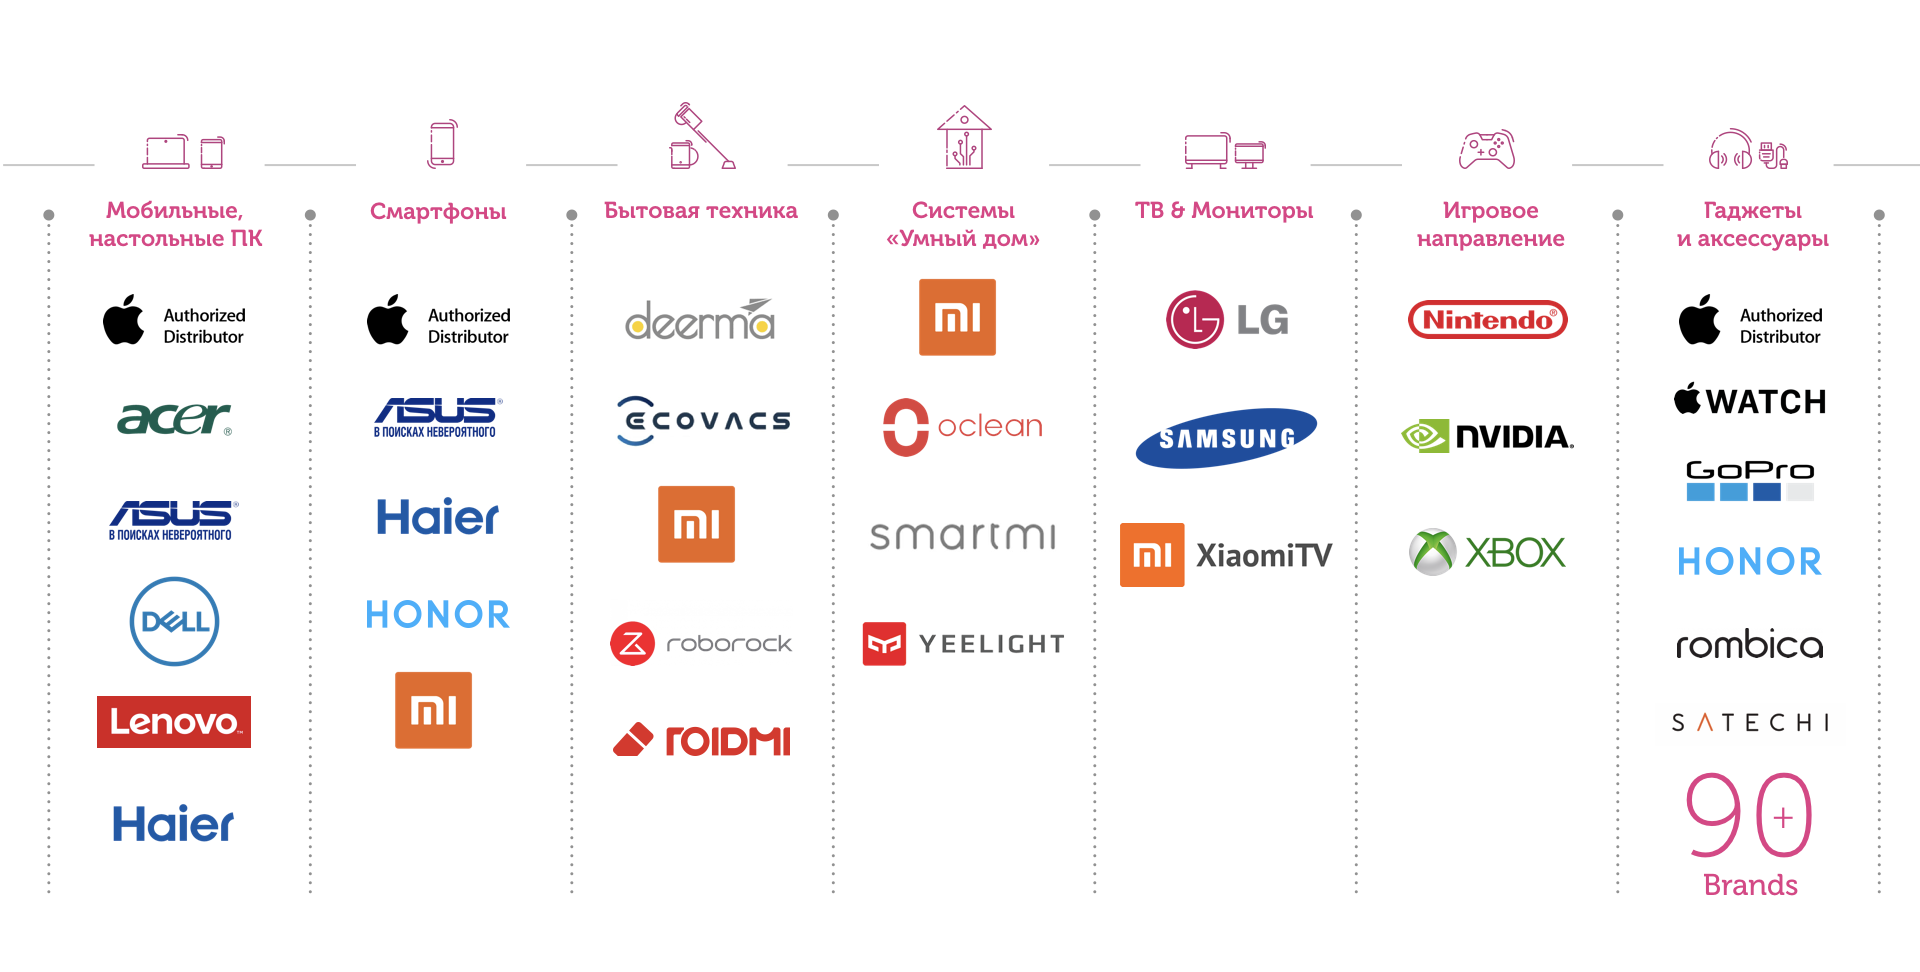 Мобильные,
настольные ПК
Authorized
Distributor
acer®
ASUS®
В ПОИСКАХ НЕВЕРОЯТНОГО
DELL
Lenovo™
Haier
Смартфоны
Authorized
Distributor
ASUS®
В ПОИСКАХ НЕВЕРОЯТНОГО
Haier
HONOR
mi
Бытовая техника
deerma
ECOVACS
mi
roborock
ROIDMI
Системы
«Умный дом»
mi
oclean
smartmi
YEELIGHT
ТВ & Мониторы
LG
SAMSUNG
mi XiaomiTV
Игровое
направление
Nintendo®
NVIDIA.
XBOX
Гаджеты
и аксессуары
Authorized
Distributor
WATCH
GoPro
HONOR
rombica
SATECHI
90+
Brands